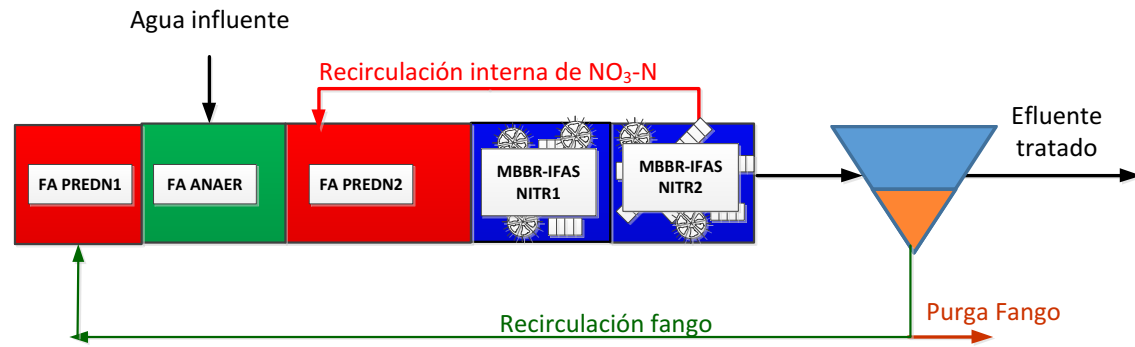 Agua influente
Recirculación interna de NO₃-N
Efluente
tratado
FA PREDN1
FA ANAER
FA PREDN2
MBBR-IFAS
NITR1
MBBR-IFAS
NITR2
Recirculación fango
Purga Fango